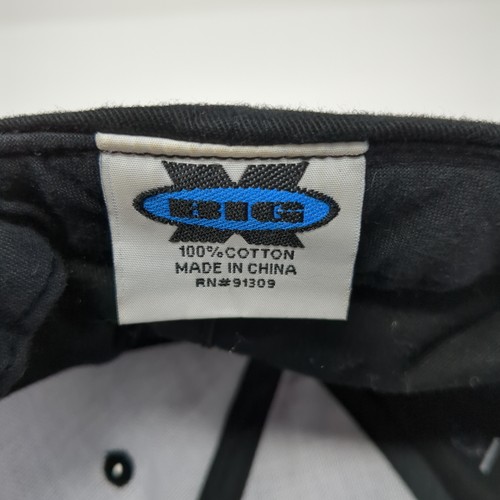 BIG
X
100% COTTON
MADE IN CHINA
RN#91309